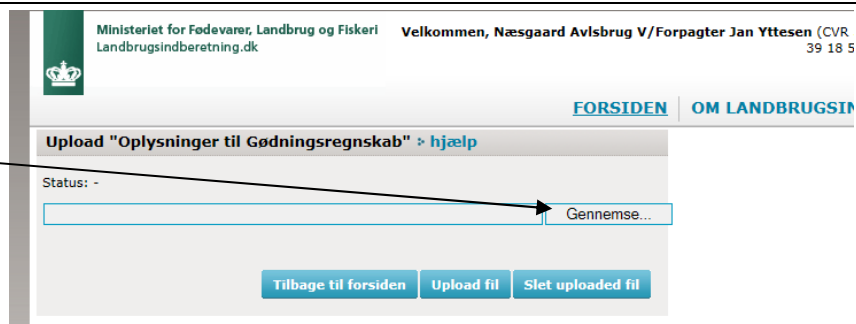 Ministeriet for Fødevarer, Landbrug og Fiskeri
Landbrugsindberetning.dk
Velkommen, Næsgaard Avlsbrug V/Forpagter Jan Yttesen (CVR
39 18 5
FORSIDEN OM LANDBRUGSIN
Upload "Oplysninger til Gødningsregnskab" hjælp
Status: -
Gennemse...
Tilbage til forsiden Upload fil Slet uploaded fil